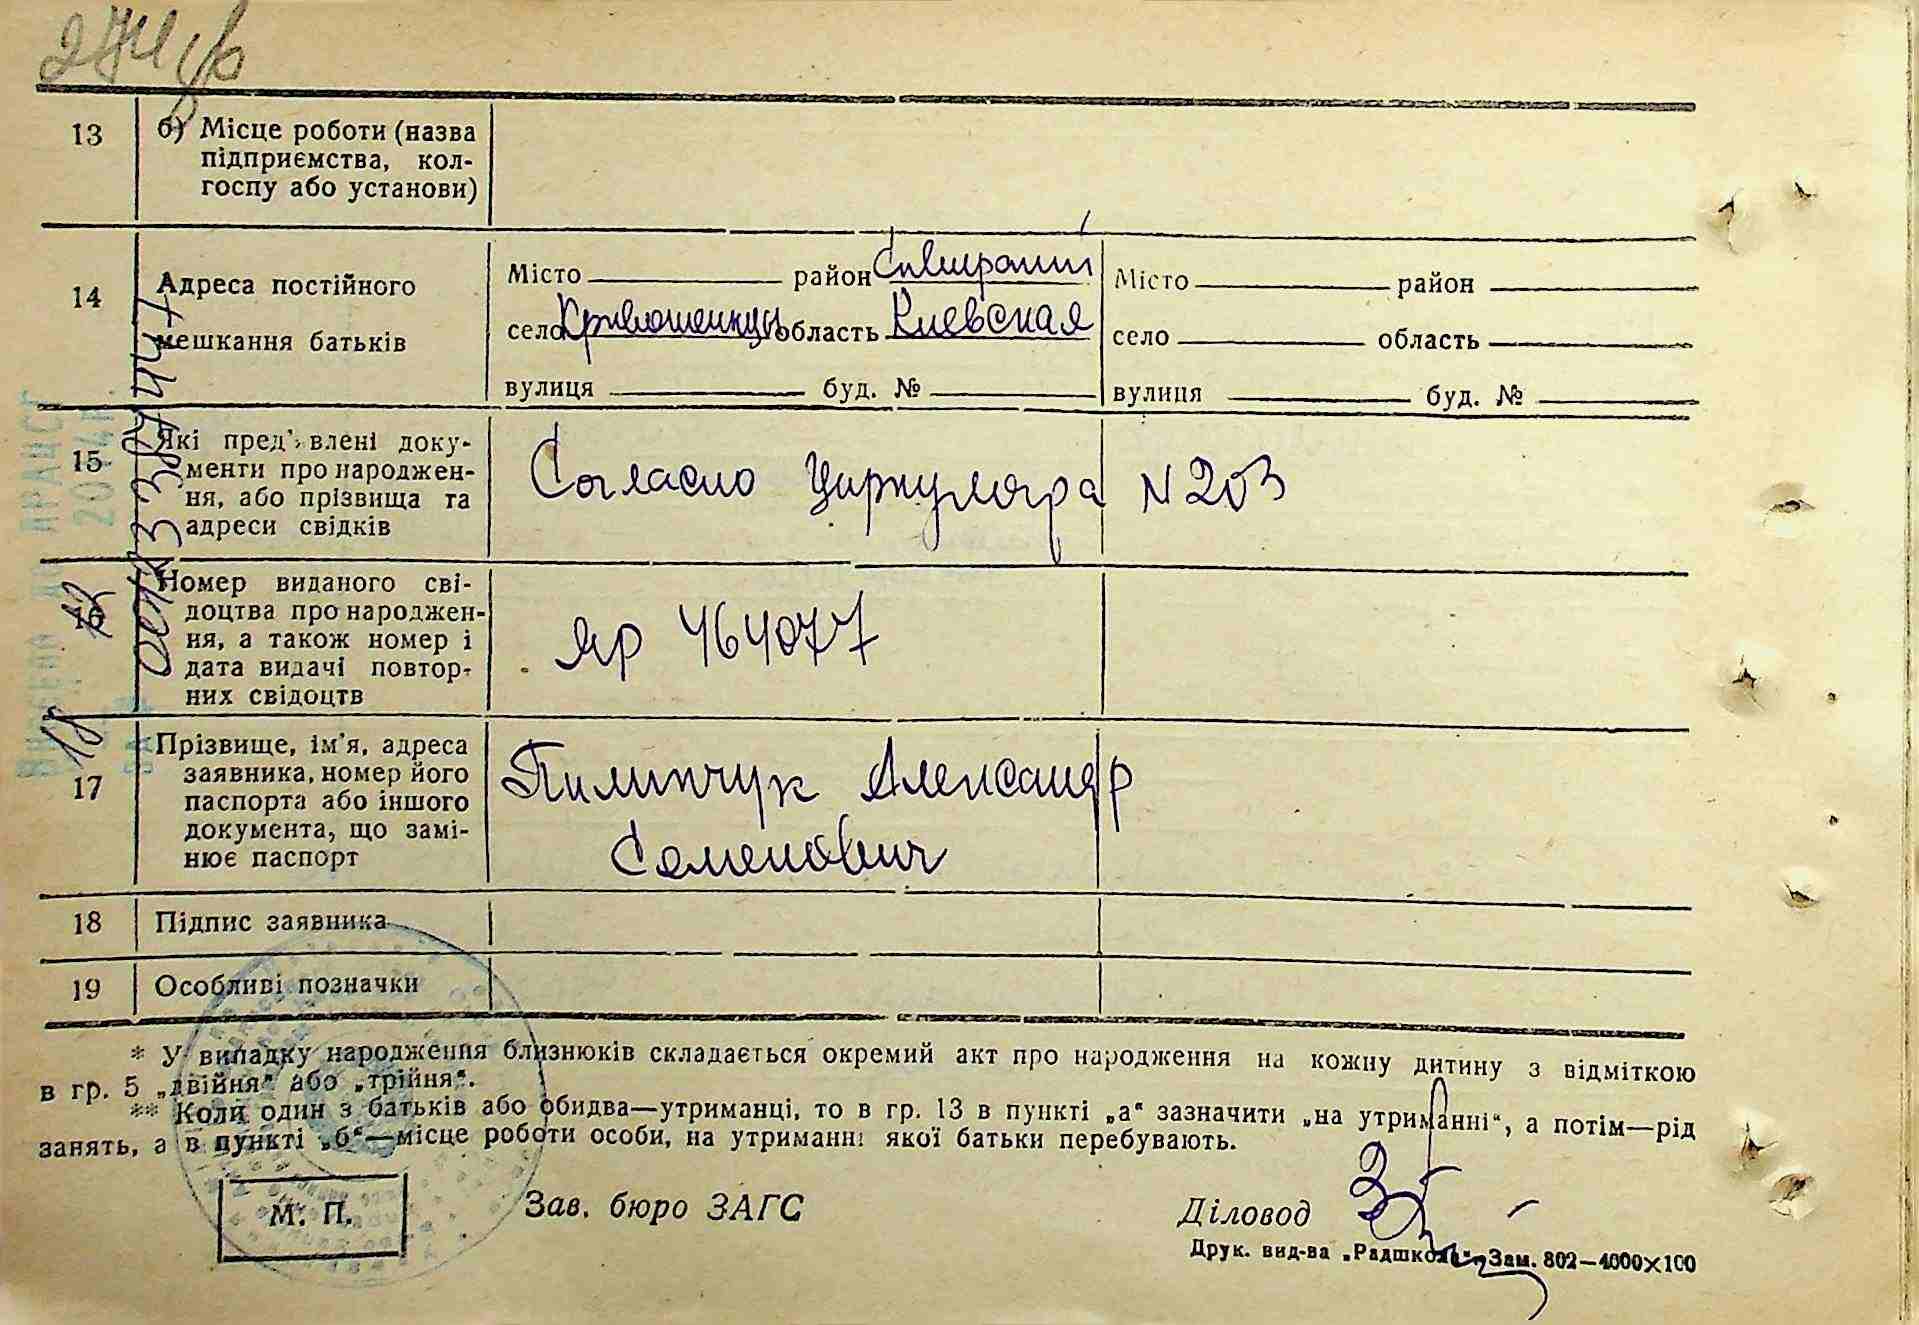 13
б) Місце роботи (назва
підприємства, кол-
госпу або установи)
14
Адреса постійного
мешкання батьків
Місто район Сквирский
село Кривошеинцы область Киевская
вулиця буд. №
Місто район
село область
вулиця буд. №
15
Які пред'явлені доку-
менти про народжен-
ня, або прізвища та
адреси свідків
Согласно Циркуляра N 203
16
Номер виданого сві-
доцтва про народжен-
ня, а також номер і
дата видачі повтор-
них свідоцтв
ЯР 464077
18
17
Прізвище, ім'я, адреса
заявника, номер його
паспорта або іншого
документа, що замі-
нює паспорт
Пилипчук Александр
Семенович
18 Підпис заявника
19 Особливі позначки
* У випадку народження близнюків складається окремий акт про народження на кожну дитину з відміткою
в гр. 5 „двійня“ або „трійня“.
** Коли один з батьків або обидва—утриманці, то в гр. 13 в пункті „а“ зазначити „на утриманні“, а потім—рід
занять, а в пункті „б“—місце роботи особи, на утриманні якої батьки перебувають.
М. П.
Зав. бюро ЗАГС
Діловод
Друк. вид-ва „Радшкола“ Зам. 802—4000×100